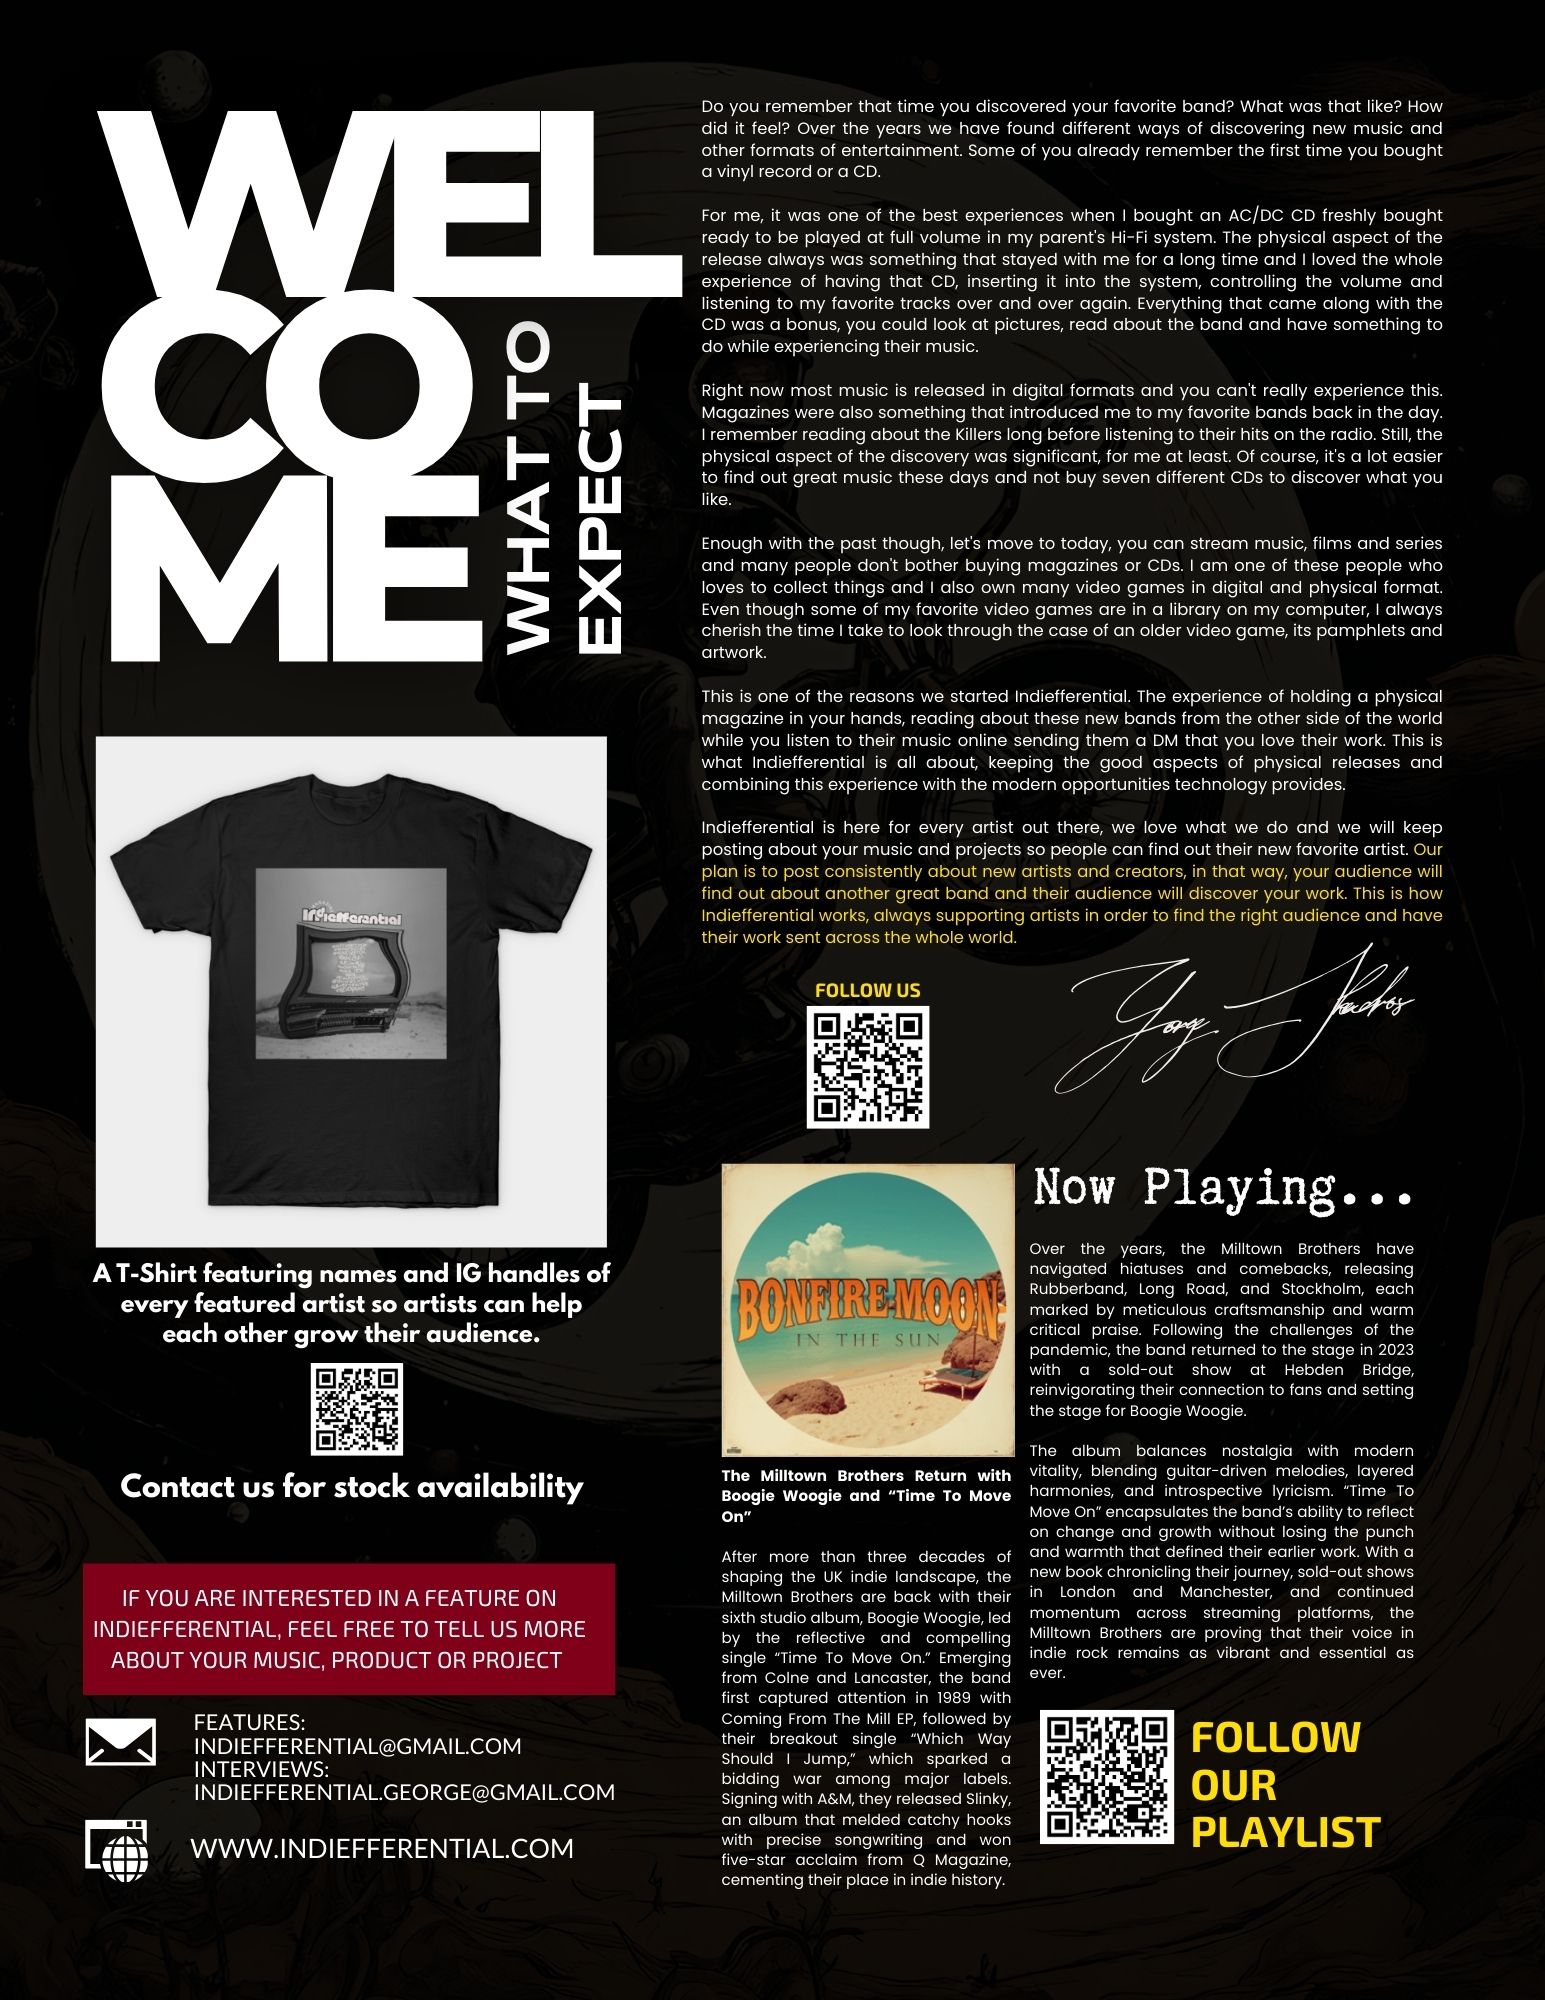 WEL
CO
ME
WHAT TO
EXPECT
Do you remember that time you discovered your favorite band? What was that like? How
did it feel? Over the years we have found different ways of discovering new music and
other formats of entertainment. Some of you already remember the first time you bought
a vinyl record or a CD.
For me, it was one of the best experiences when I bought an AC/DC CD freshly bought
ready to be played at full volume in my parent's Hi-Fi system. The physical aspect of the
release always was something that stayed with me for a long time and I loved the whole
experience of having that CD, inserting it into the system, controlling the volume and
listening to my favorite tracks over and over again. Everything that came along with the
CD was a bonus, you could look at pictures, read about the band and have something to
do while experiencing their music.
Right now most music is released in digital formats and you can't really experience this.
Magazines were also something that introduced me to my favorite bands back in the day.
I remember reading about the Killers long before listening to their hits on the radio. Still, the
physical aspect of the discovery was significant, for me at least. Of course, it's a lot easier
to find out great music these days and not buy seven different CDs to discover what you
like.
Enough with the past though, let's move to today, you can stream music, films and series
and many people don't bother buying magazines or CDs. I am one of these people who
loves to collect things and I also own many video games in digital and physical format.
Even though some of my favorite video games are in a library on my computer, I always
cherish the time I take to look through the case of an older video game, its pamphlets and
artwork.
This is one of the reasons we started Indiefferential. The experience of holding a physical
magazine in your hands, reading about these new bands from the other side of the world
while you listen to their music online sending them a DM that you love their work. This is
what Indiefferential is all about, keeping the good aspects of physical releases and
combining this experience with the modern opportunities technology provides.
Indiefferential is here for every artist out there, we love what we do and we will keep
posting about your music and projects so people can find out their new favorite artist. Our
plan is to post consistently about new artists and creators, in that way, your audience will
find out about another great band and their audience will discover your work. This is how
Indiefferential works, always supporting artists in order to find the right audience and have
their work sent across the whole world.
FOLLOW US
Indiefferential
A T-Shirt featuring names and IG handles of
every featured artist so artists can help
each other grow their audience.
Contact us for stock availability
IF YOU ARE INTERESTED IN A FEATURE ON
INDIEFFERENTIAL, FEEL FREE TO TELL US MORE
ABOUT YOUR MUSIC, PRODUCT OR PROJECT
FEATURES:
INDIEFFERENTIAL@GMAIL.COM
INTERVIEWS:
INDIEFFERENTIAL.GEORGE@GMAIL.COM
WWW.INDIEFFERENTIAL.COM
BONFIRE MOON
IN THE SUN
The Milltown Brothers Return with
Boogie Woogie and “Time To Move
On”
After more than three decades of
shaping the UK indie landscape, the
Milltown Brothers are back with their
sixth studio album, Boogie Woogie, led
by the reflective and compelling
single “Time To Move On.” Emerging
from Colne and Lancaster, the band
first captured attention in 1989 with
Coming From The Mill EP, followed by
their breakout single “Which Way
Should I Jump,” which sparked a
bidding war among major labels.
Signing with A&M, they released Slinky,
an album that melded catchy hooks
with precise songwriting and won
five-star acclaim from Q Magazine,
cementing their place in indie history.
Now Playing...
Over the years, the Milltown Brothers have
navigated hiatuses and comebacks, releasing
Rubberband, Long Road, and Stockholm, each
marked by meticulous craftsmanship and warm
critical praise. Following the challenges of the
pandemic, the band returned to the stage in 2023
with a sold-out show at Hebden Bridge,
reinvigorating their connection to fans and setting
the stage for Boogie Woogie.
The album balances nostalgia with modern
vitality, blending guitar-driven melodies, layered
harmonies, and introspective lyricism. “Time To
Move On” encapsulates the band’s ability to reflect
on change and growth without losing the punch
and warmth that defined their earlier work. With a
new book chronicling their journey, sold-out shows
in London and Manchester, and continued
momentum across streaming platforms, the
Milltown Brothers are proving that their voice in
indie rock remains as vibrant and essential as
ever.
FOLLOW
OUR
PLAYLIST